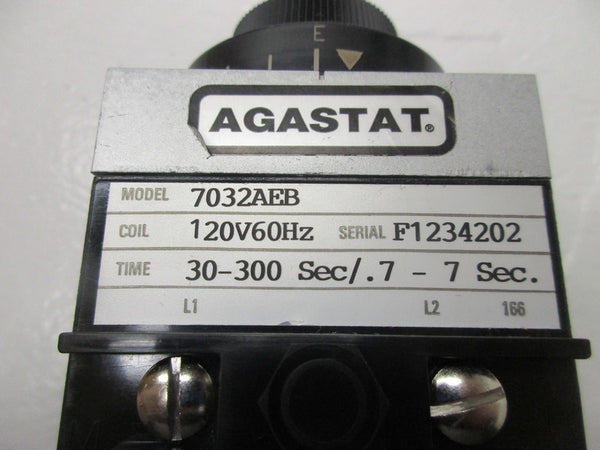 E
AGASTAT®
MODEL 7032AEB
COIL 120V60Hz SERIAL F1234202
TIME 30-300 Sec/.7 - 7 Sec.
L1 L2 166